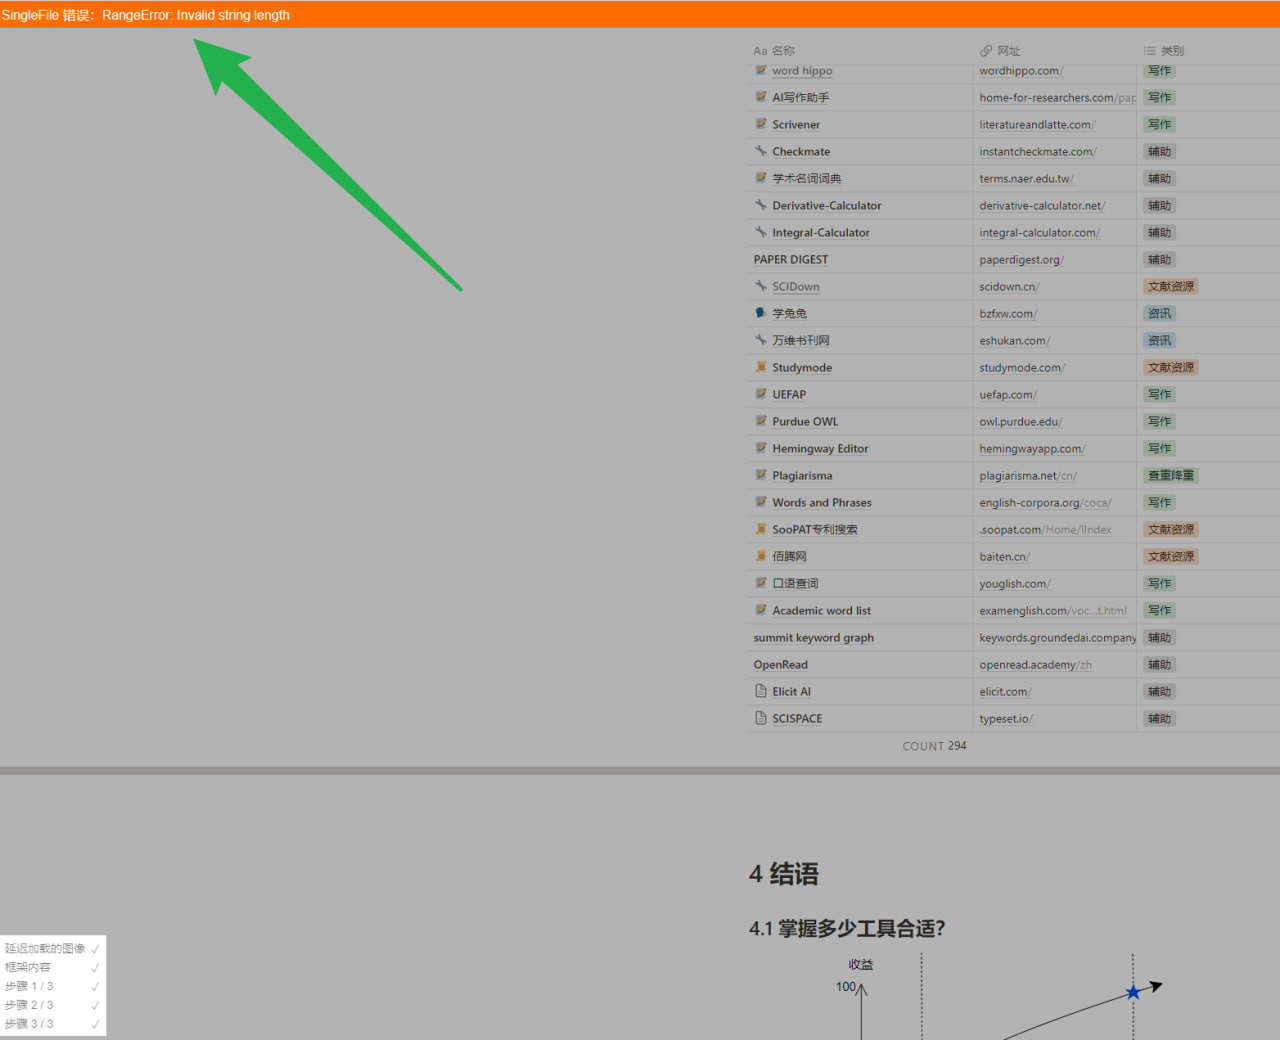 SingleFile 错误：RangeError: Invalid string length
Aa 名称 网址 类别
word hippo wordhippo.com/ 写作
AI写作助手 home-for-researchers.com/pap 写作
Scrivener literatureandlatte.com/ 写作
Checkmate instantcheckmate.com/ 辅助
学术名词词典 terms.naer.edu.tw/ 辅助
Derivative-Calculator derivative-calculator.net/ 辅助
Integral-Calculator integral-calculator.com/ 辅助
PAPER DIGEST paperdigest.org/ 辅助
SCIDown scidown.cn/ 文献资源
学兔兔 bzfxw.com/ 资讯
万维书刊网 eshukan.com/ 资讯
Studymode studymode.com/ 文献资源
UEFAP uefap.com/ 写作
Purdue OWL owl.purdue.edu/ 写作
Hemingway Editor hemingwayapp.com/ 写作
Plagiarisma plagiarisma.net/cn/ 查重降重
Words and Phrases english-corpora.org/coca/ 写作
SooPAT专利搜索 .soopat.com/Home/IIndex 文献资源
佰腾网 baiten.cn/ 文献资源
口语查词 youglish.com/ 写作
Academic word list examenglish.com/voc...t.html 写作
summit keyword graph keywords.groundedai.company 辅助
OpenRead openread.academy/zh 辅助
Elicit AI elicit.com/ 辅助
SCISPACE typeset.io/ 辅助
COUNT 294
4 结语
4.1 掌握多少工具合适？
收益
100
延迟加载的图像 ✓
框架内容 ✓
步骤 1 / 3 ✓
步骤 2 / 3 ✓
步骤 3 / 3 ✓